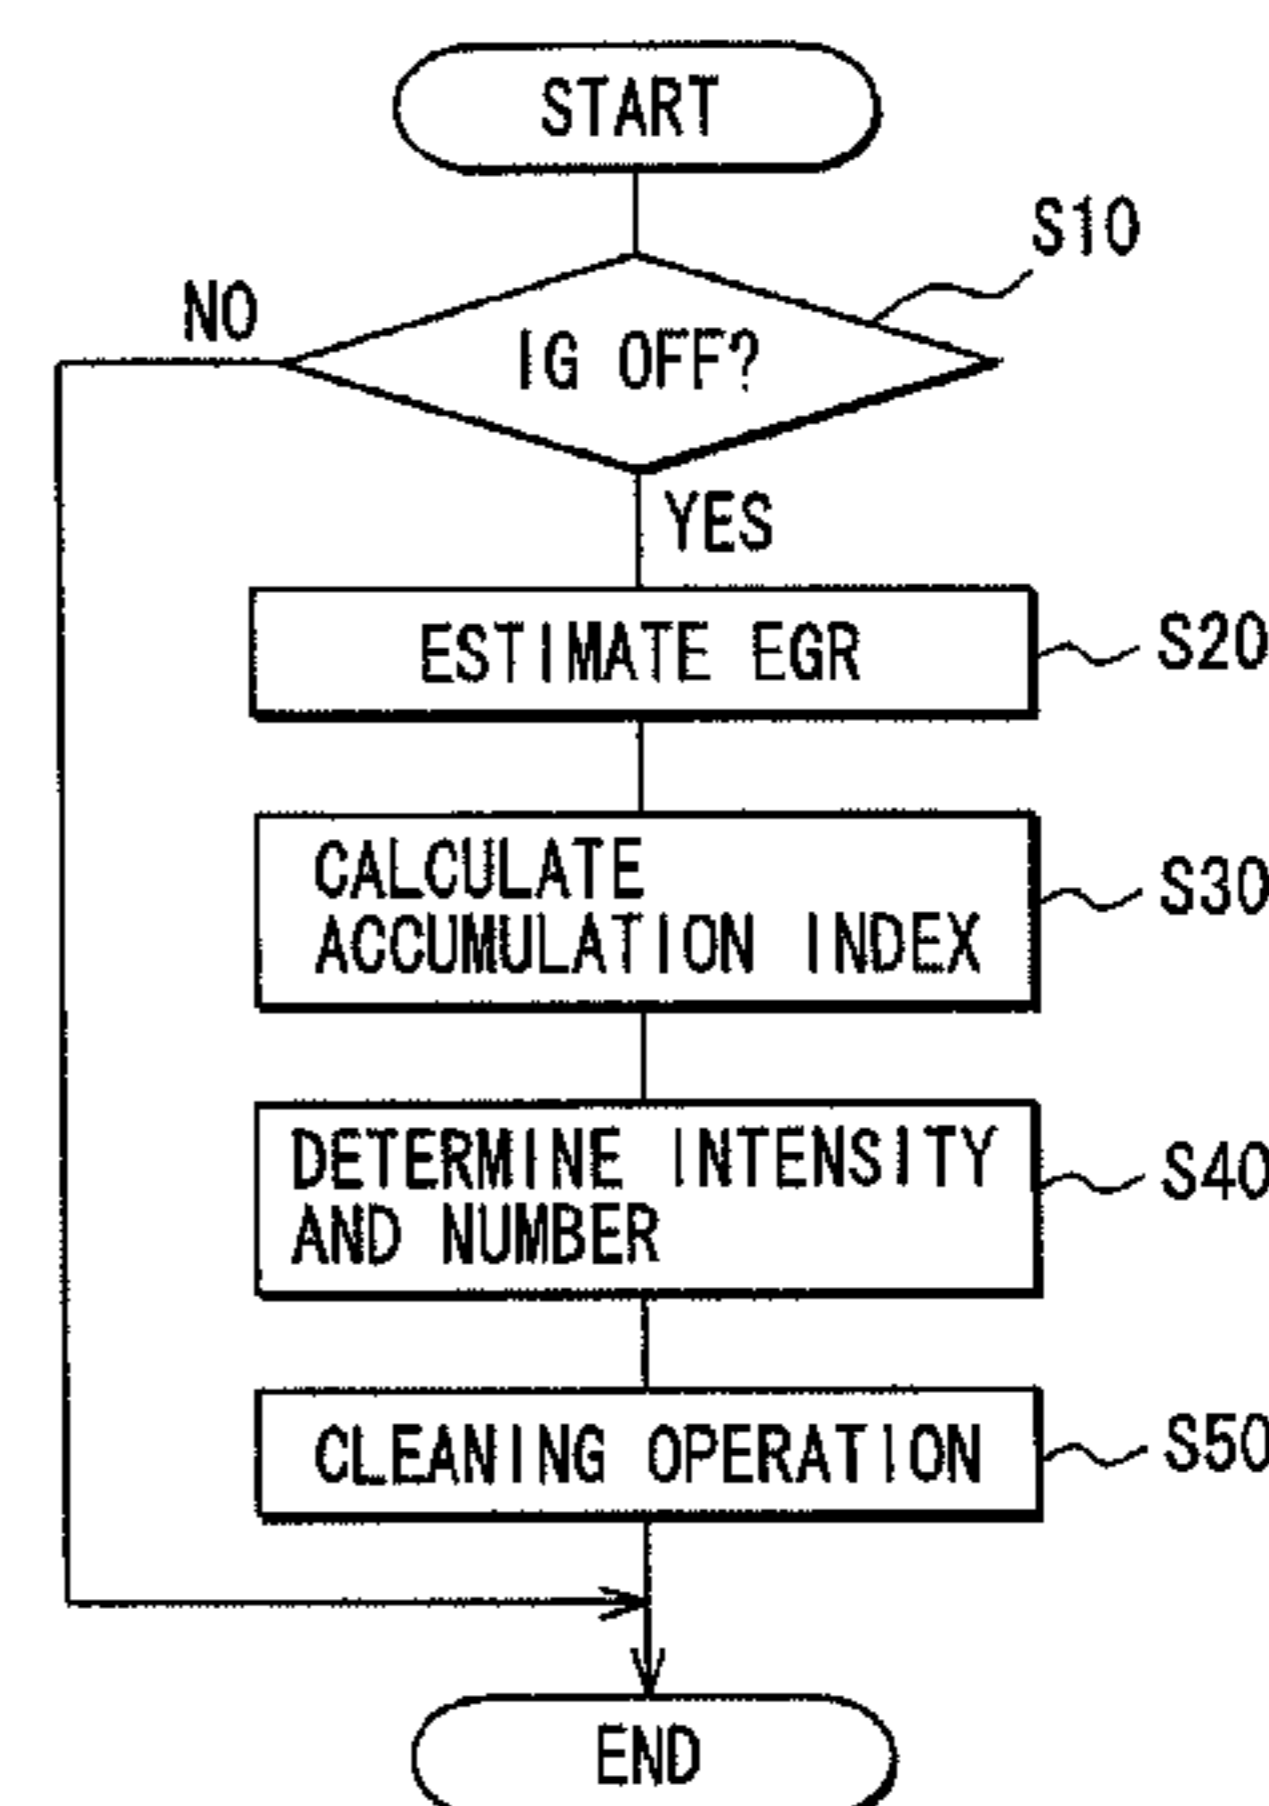 START
S10
NO
IG OFF?
YES
ESTIMATE EGR
S20
CALCULATE
ACCUMULATION INDEX
S30
DETERMINE INTENSITY
AND NUMBER
S40
CLEANING OPERATION
S50
END